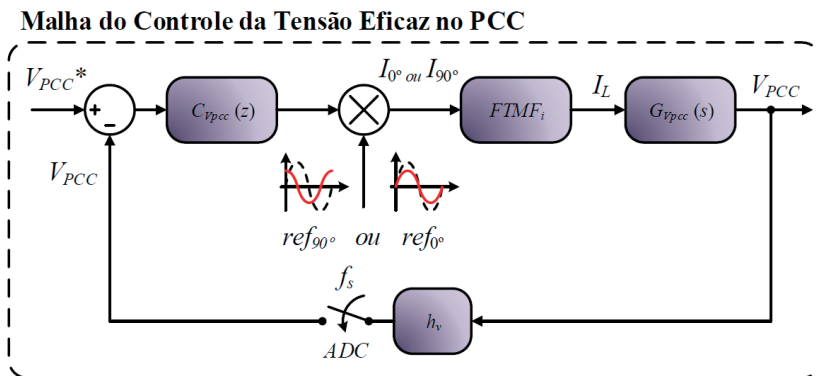 Malha do Controle da Tensão Eficaz no PCC
V_PCC*
+
-
C_Vpcc (z)
I_0° ou I_90°
FTMF_i
I_L
G_Vpcc (s)
V_PCC
V_PCC
ref_90° ou ref_0°
f_s
ADC
h_v